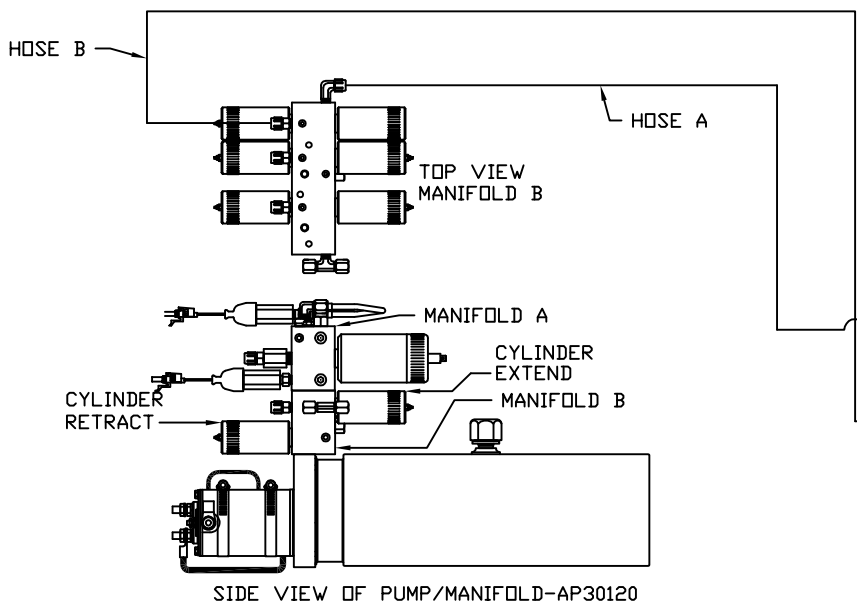 HOSE B
HOSE A
TOP VIEW
MANIFOLD B
MANIFOLD A
CYLINDER
EXTEND
CYLINDER
RETRACT
MANIFOLD B
SIDE VIEW OF PUMP/MANIFOLD-AP30120